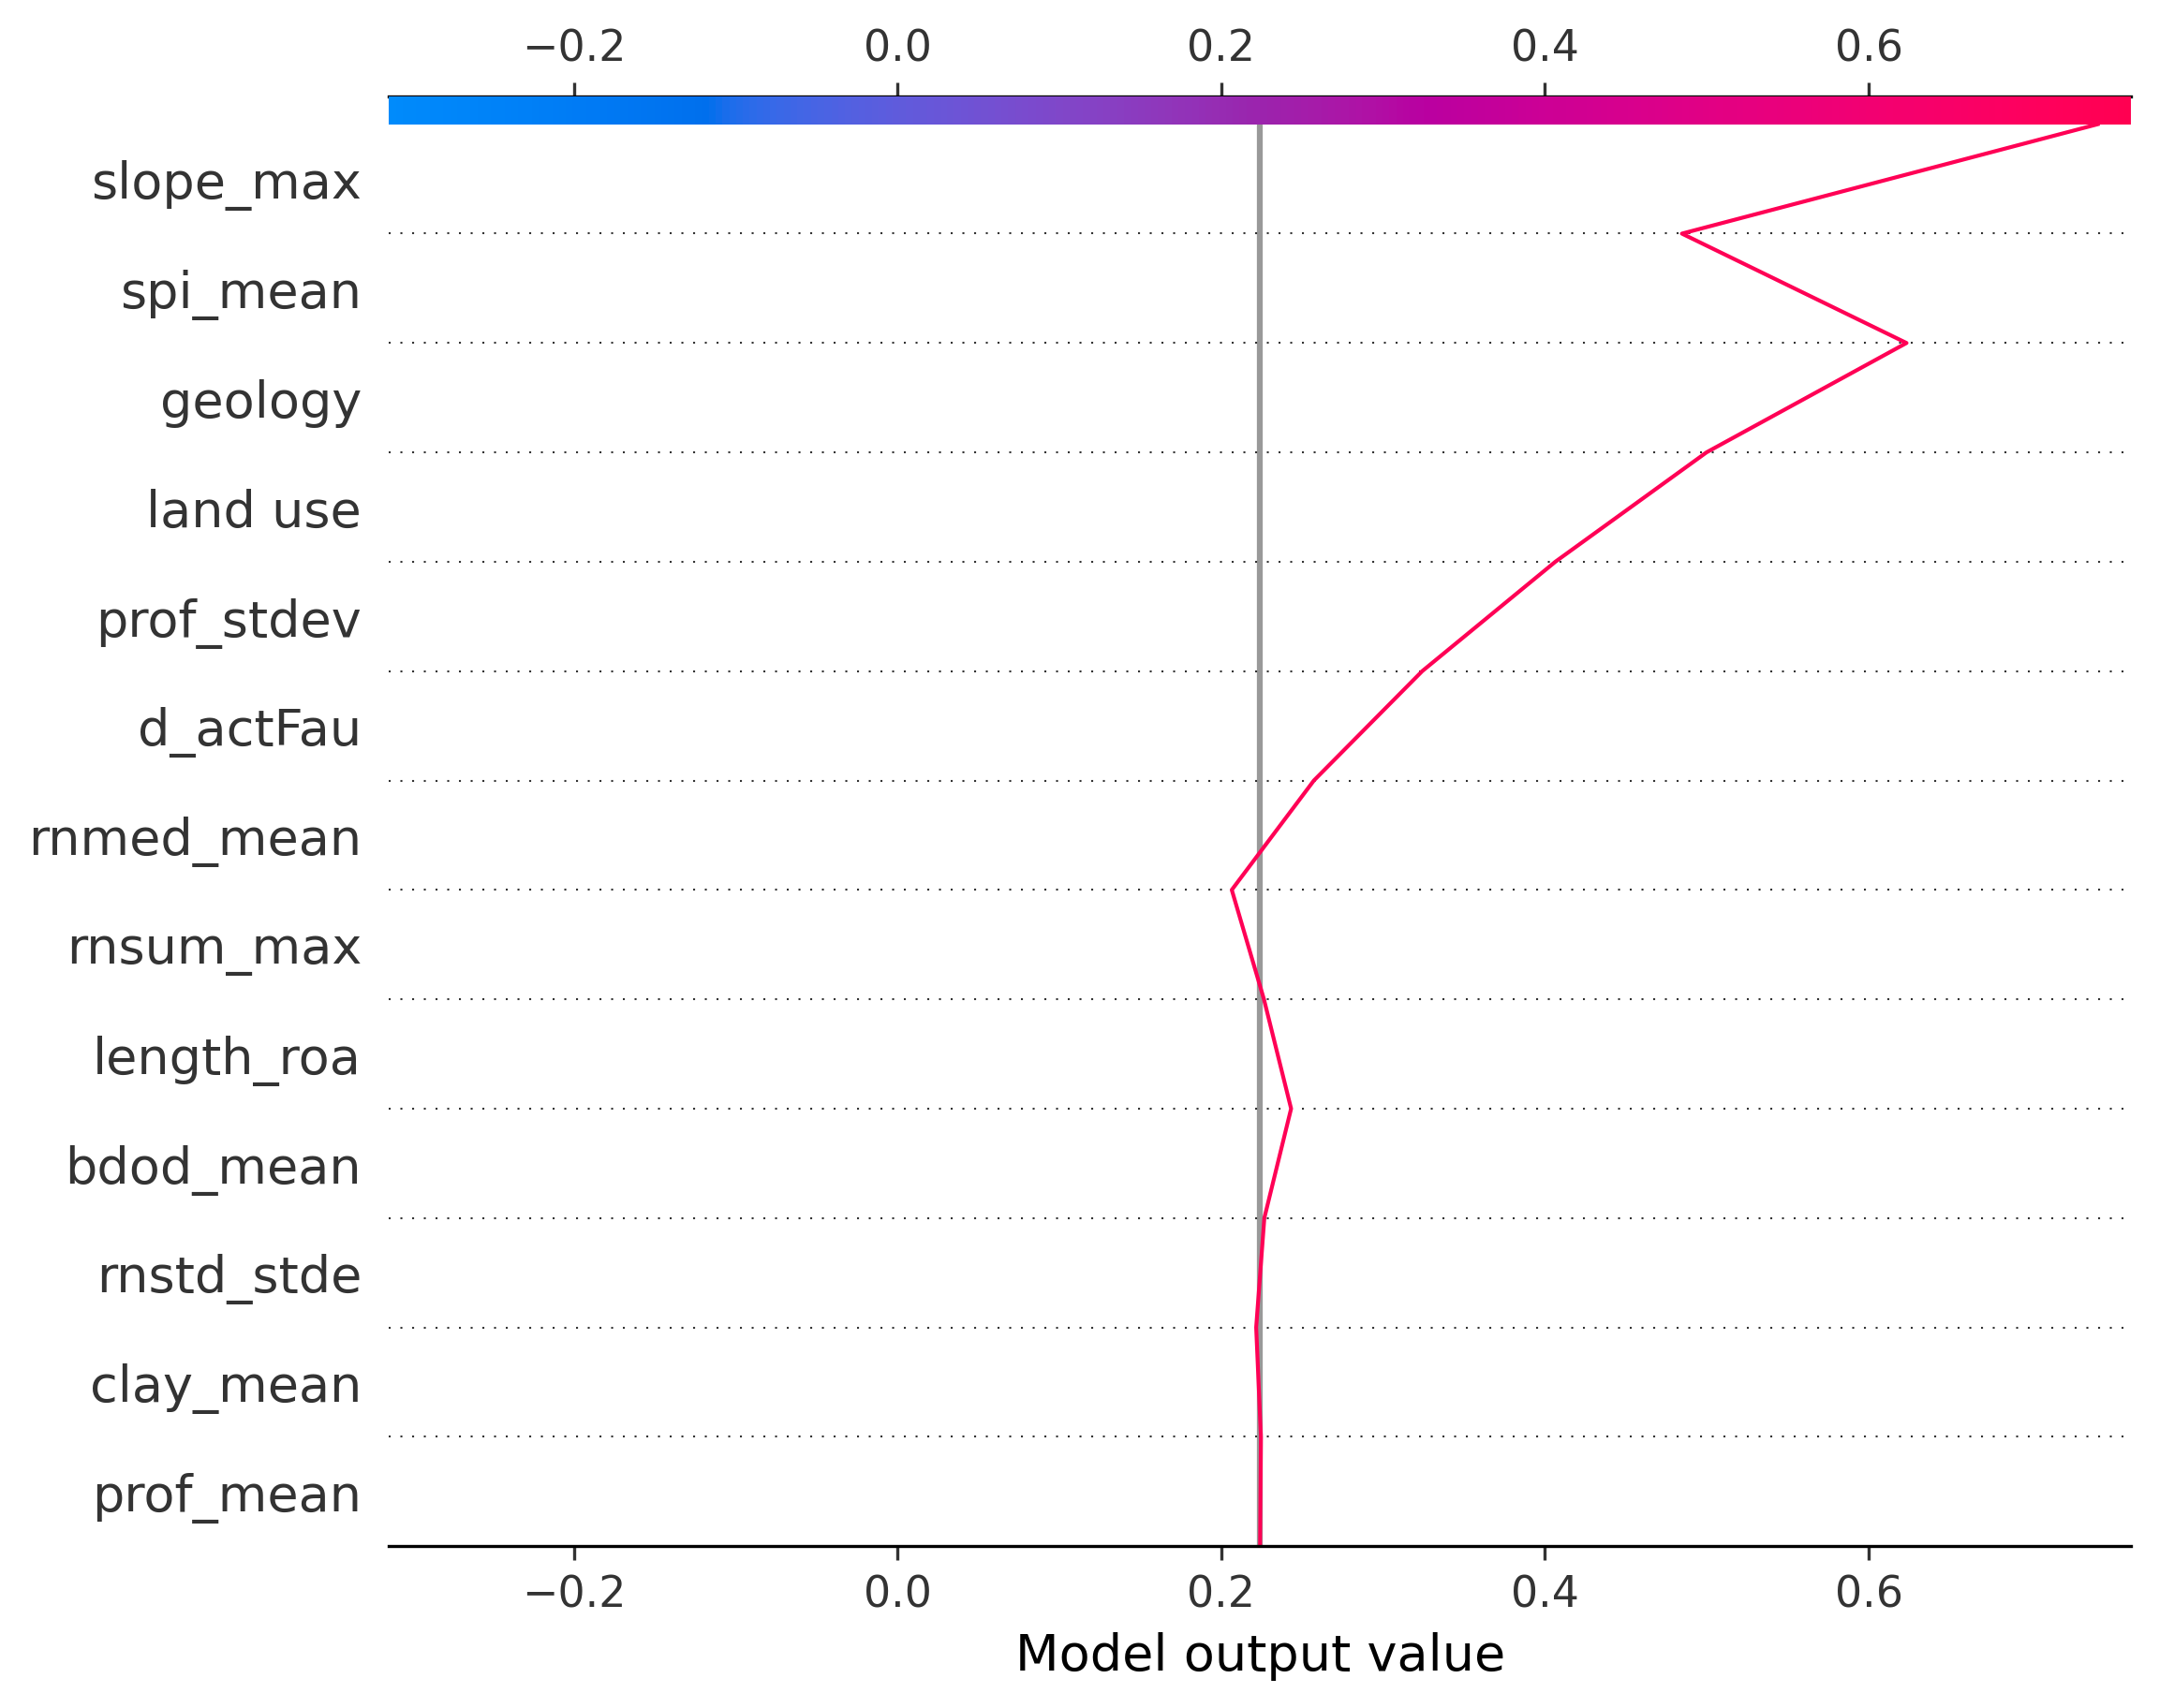 −0.2 0.0 0.2 0.4 0.6
slope_max
spi_mean
geology
land use
prof_stdev
d_actFau
rnmed_mean
rnsum_max
length_roa
bdod_mean
rnstd_stde
clay_mean
prof_mean
−0.2 0.0 0.2 0.4 0.6
Model output value